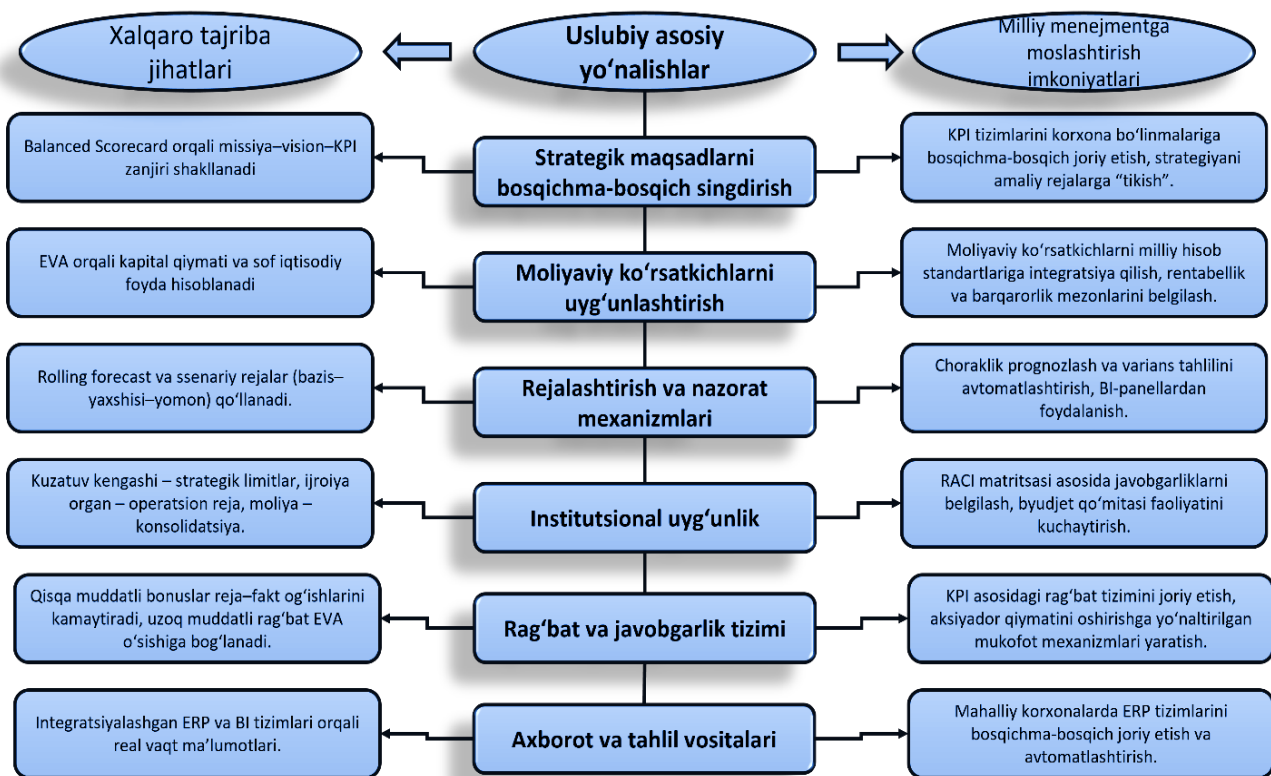 Xalqaro tajriba
jihatlari
Uslubiy asosiy
yo‘nalishlar
Milliy menejmentga
moslashtirish
imkoniyatlari
Balanced Scorecard orqali missiya–vision–KPI
zanjiri shakllanadi
Strategik maqsadlarni
bosqichma-bosqich singdirish
KPI tizimlarini korxona bo‘linmalariga
bosqichma-bosqich joriy etish, strategiyani
amaliy rejalarga “tikish”.
EVA orqali kapital qiymati va sof iqtisodiy
foyda hisoblanadi
Moliyaviy ko‘rsatkichlarni
uyg‘unlashtirish
Moliyaviy ko‘rsatkichlarni milliy hisob
standartlariga integratsiya qilish, rentabellik
va barqarorlik mezonlarini belgilash.
Rolling forecast va ssenariy rejalar (bazis–
yaxshisi–yomon) qo‘llanadi.
Rejalashtirish va nazorat
mexanizmlari
Choraklik prognozlash va varians tahlilini
avtomatlashtirish, BI-panellardan
foydalanish.
Kuzatuv kengashi – strategik limitlar, ijroiya
organ – operatsion reja, moliya –
konsolidatsiya.
Institutsional uyg‘unlik
RACI matritsasi asosida javobgarliklarni
belgilash, byudjet qo‘mitasi faoliyatini
kuchaytirish.
Qisqa muddatli bonuslar reja–fakt og‘ishlarini
kamaytiradi, uzoq muddatli rag‘bat EVA
o‘sishiga bog‘lanadi.
Rag‘bat va javobgarlik tizimi
KPI asosidagi rag‘bat tizimini joriy etish,
aksiyador qiymatini oshirishga yo‘naltirilgan
mukofot mexanizmlari yaratish.
Integratsiyalashgan ERP va BI tizimlari orqali
real vaqt ma’lumotlari.
Axborot va tahlil vositalari
Mahalliy korxonalarda ERP tizimlarini
bosqichma-bosqich joriy etish va
avtomatlashtirish.